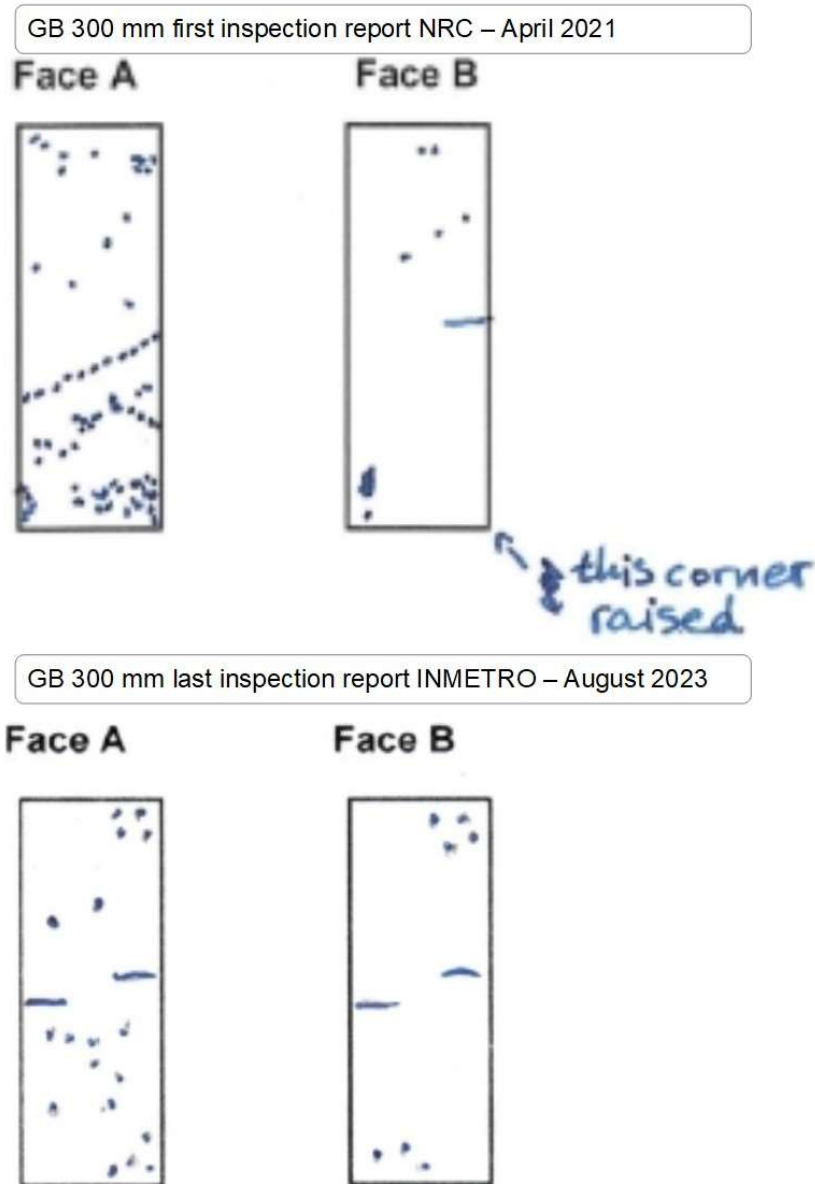 GB 300 mm first inspection report NRC – April 2021
Face A
Face B
this corner
raised
GB 300 mm last inspection report INMETRO – August 2023
Face A
Face B